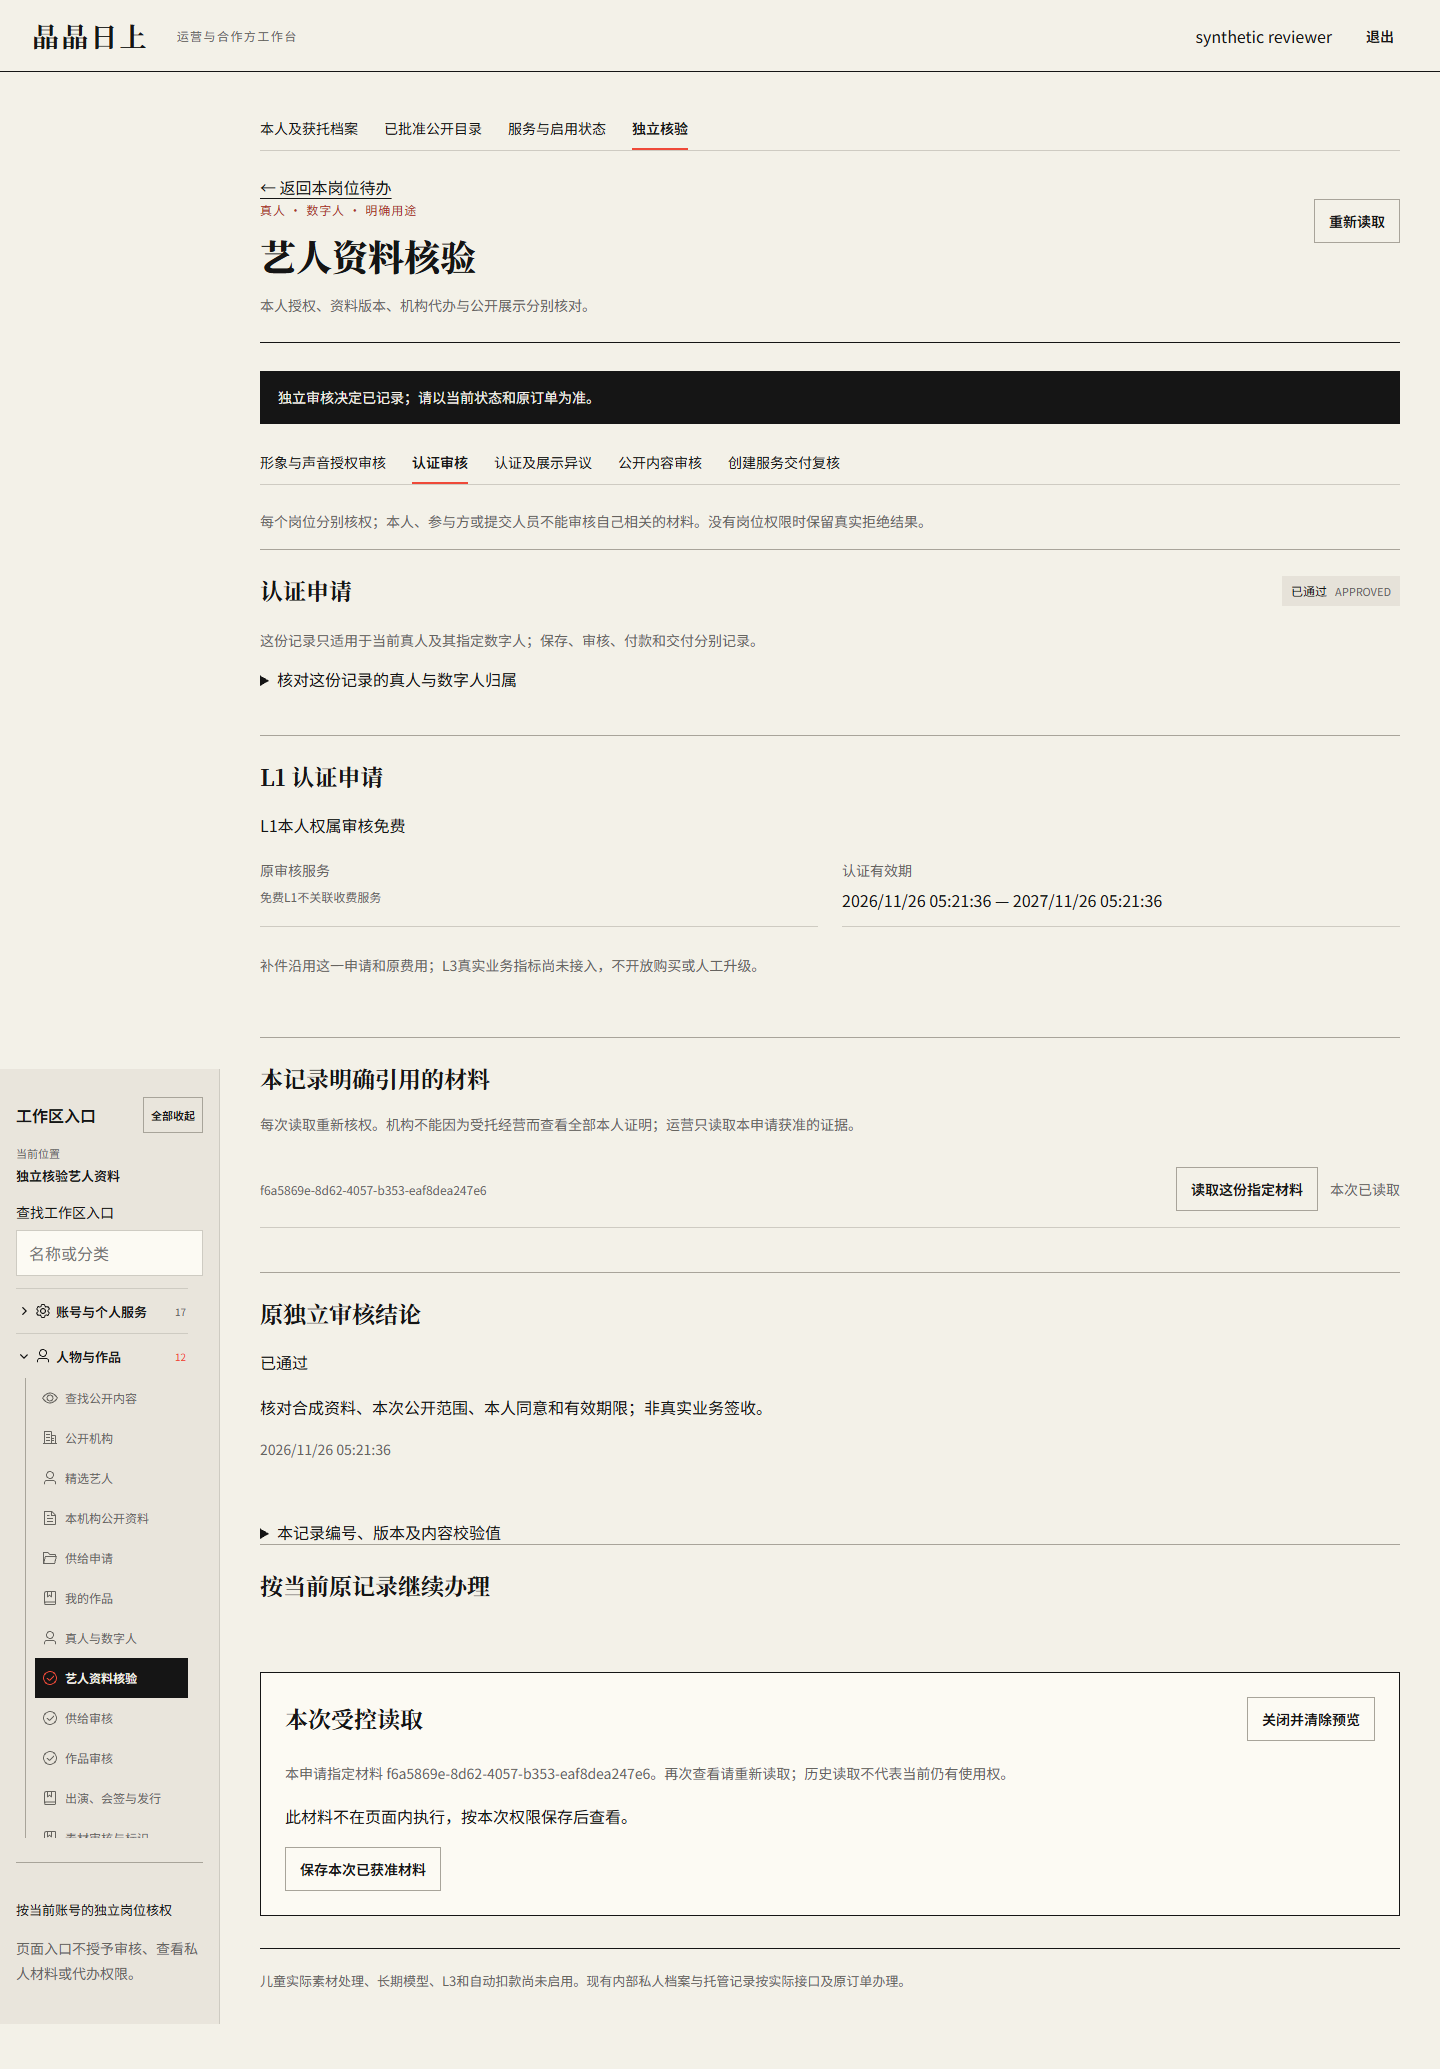 晶晶日上
运营与合作方工作台
synthetic reviewer
退出
本人及获托档案
已批准公开目录
服务与启用状态
独立核验
← 返回本岗位待办
真人 · 数字人 · 明确用途
艺人资料核验
重新读取
本人授权、资料版本、机构代办与公开展示分别核对。
独立审核决定已记录；请以当前状态和原订单为准。
形象与声音授权审核
认证审核
认证及展示异议
公开内容审核
创建服务交付复核
每个岗位分别核权；本人、参与方或提交人员不能审核自己相关的材料。没有岗位权限时保留真实拒绝结果。
认证申请
已通过 APPROVED
这份记录只适用于当前真人及其指定数字人；保存、审核、付款和交付分别记录。
▶ 核对这份记录的真人与数字人归属
L1 认证申请
L1本人权属审核免费
原审核服务
免费L1不关联收费服务
认证有效期
2026/11/26 05:21:36 — 2027/11/26 05:21:36
补件沿用这一申请和原费用；L3真实业务指标尚未接入，不开放购买或人工升级。
本记录明确引用的材料
每次读取重新核权。机构不能因为受托经营而查看全部本人证明；运营只读取本申请获准的证据。
f6a5869e-8d62-4057-b353-eaf8dea247e6
读取这份指定材料
本次已读取
原独立审核结论
已通过
核对合成资料、本次公开范围、本人同意和有效期限；非真实业务签收。
2026/11/26 05:21:36
▶ 本记录编号、版本及内容校验值
按当前原记录继续办理
本次受控读取
关闭并清除预览
本申请指定材料 f6a5869e-8d62-4057-b353-eaf8dea247e6。再次查看请重新读取；历史读取不代表当前仍有使用权。
此材料不在页面内执行，按本次权限保存后查看。
保存本次已获准材料
儿童实际素材处理、长期模型、L3和自动扣款尚未启用。现有内部私人档案与托管记录按实际接口及原订单办理。
工作区入口
全部收起
当前位置
独立核验艺人资料
查找工作区入口
名称或分类
账号与个人服务 17
人物与作品 12
查找公开内容
公开机构
精选艺人
本机构公开资料
供给申请
我的作品
真人与数字人
艺人资料核验
供给审核
作品审核
出演、会签与发行
素材审核与标识
按当前账号的独立岗位核权
页面入口不授予审核、查看私
人材料或代办权限。